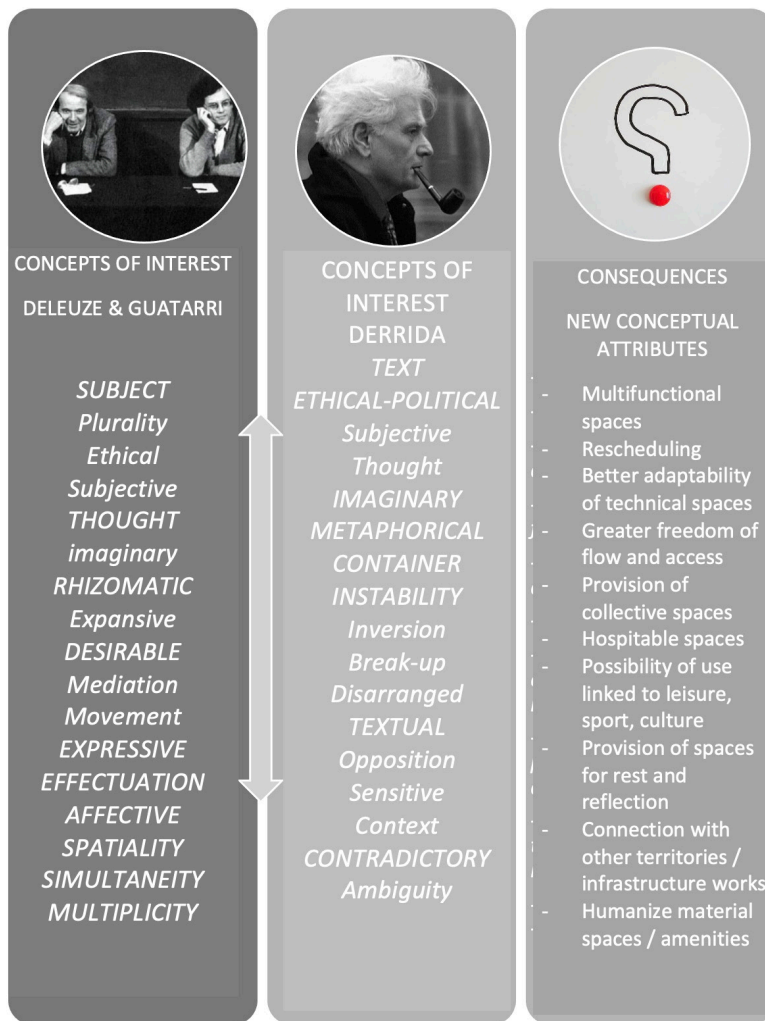 CONCEPTS OF INTEREST
DELEUZE & GUATARRI
SUBJECT
Plurality
Ethical
Subjective
THOUGHT
imaginary
RHIZOMATIC
Expansive
DESIRABLE
Mediation
Movement
EXPRESSIVE
EFFECTUATION
AFFECTIVE
SPATIALITY
SIMULTANEITY
MULTIPLICITY
CONCEPTS OF
INTEREST
DERRIDA
TEXT
ETHICAL-POLITICAL
Subjective
Thought
IMAGINARY
METAPHORICAL
CONTAINER
INSTABILITY
Inversion
Break-up
Disarranged
TEXTUAL
Opposition
Sensitive
Context
CONTRADICTORY
Ambiguity
CONSEQUENCES
NEW CONCEPTUAL
ATTRIBUTES
- Multifunctional
spaces
- Rescheduling
- Better adaptability
of technical spaces
- Greater freedom of
flow and access
- Provision of
collective spaces
- Hospitable spaces
- Possibility of use
linked to leisure,
sport, culture
- Provision of spaces
for rest and
reflection
- Connection with
other territories /
infrastructure works
- Humanize material
spaces / amenities